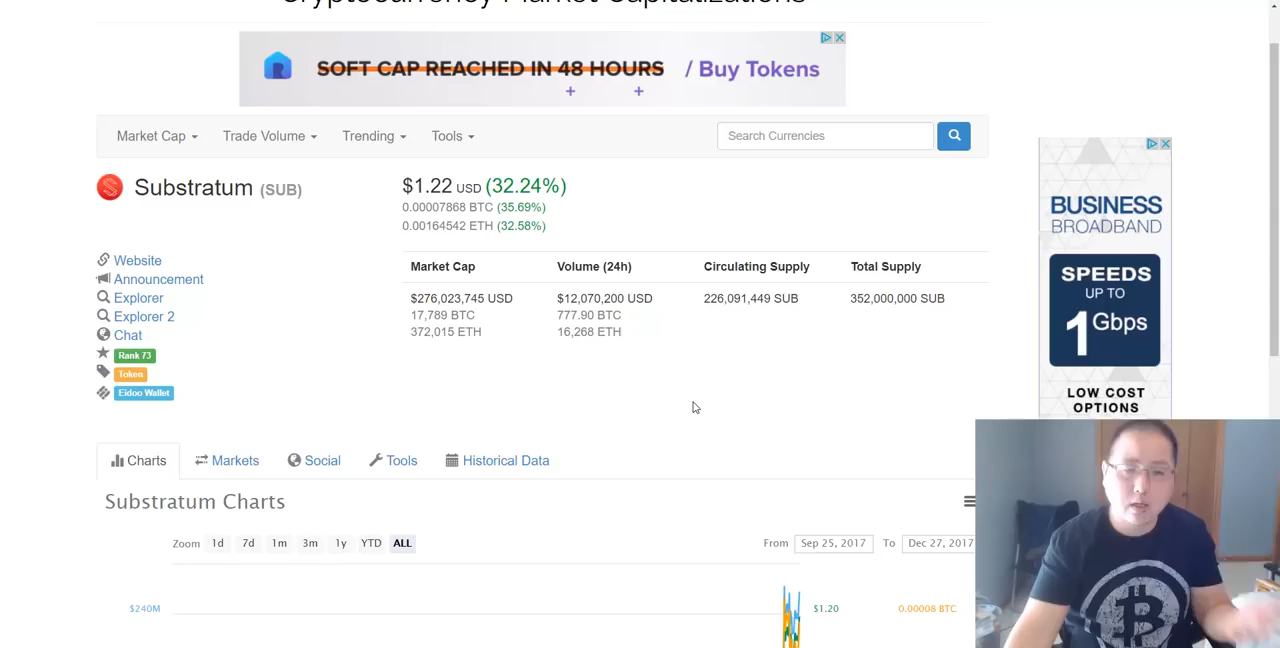 Cryptocurrency Market Capitalizations
SOFT CAP REACHED IN 48 HOURS / Buy Tokens
Market Cap Trade Volume Trending Tools Search Currencies
Substratum (SUB)
$1.22 USD (32.24%)
0.00007868 BTC (35.69%)
0.00164542 ETH (32.58%)
Website
Announcement
Explorer
Explorer 2
Chat
Rank 73
Token
Eidoo Wallet
Market Cap Volume (24h) Circulating Supply Total Supply
$276,023,745 USD $12,070,200 USD 226,091,449 SUB 352,000,000 SUB
17,789 BTC 777.90 BTC
372,015 ETH 16,268 ETH
BUSINESS
BROADBAND
SPEEDS
UP TO
1Gbps
LOW COST
OPTIONS
Charts Markets Social Tools Historical Data
Substratum Charts
Zoom 1d 7d 1m 3m 1y YTD ALL From Sep 25, 2017 To Dec 27, 2017
$240M $1.20 0.00008 BTC